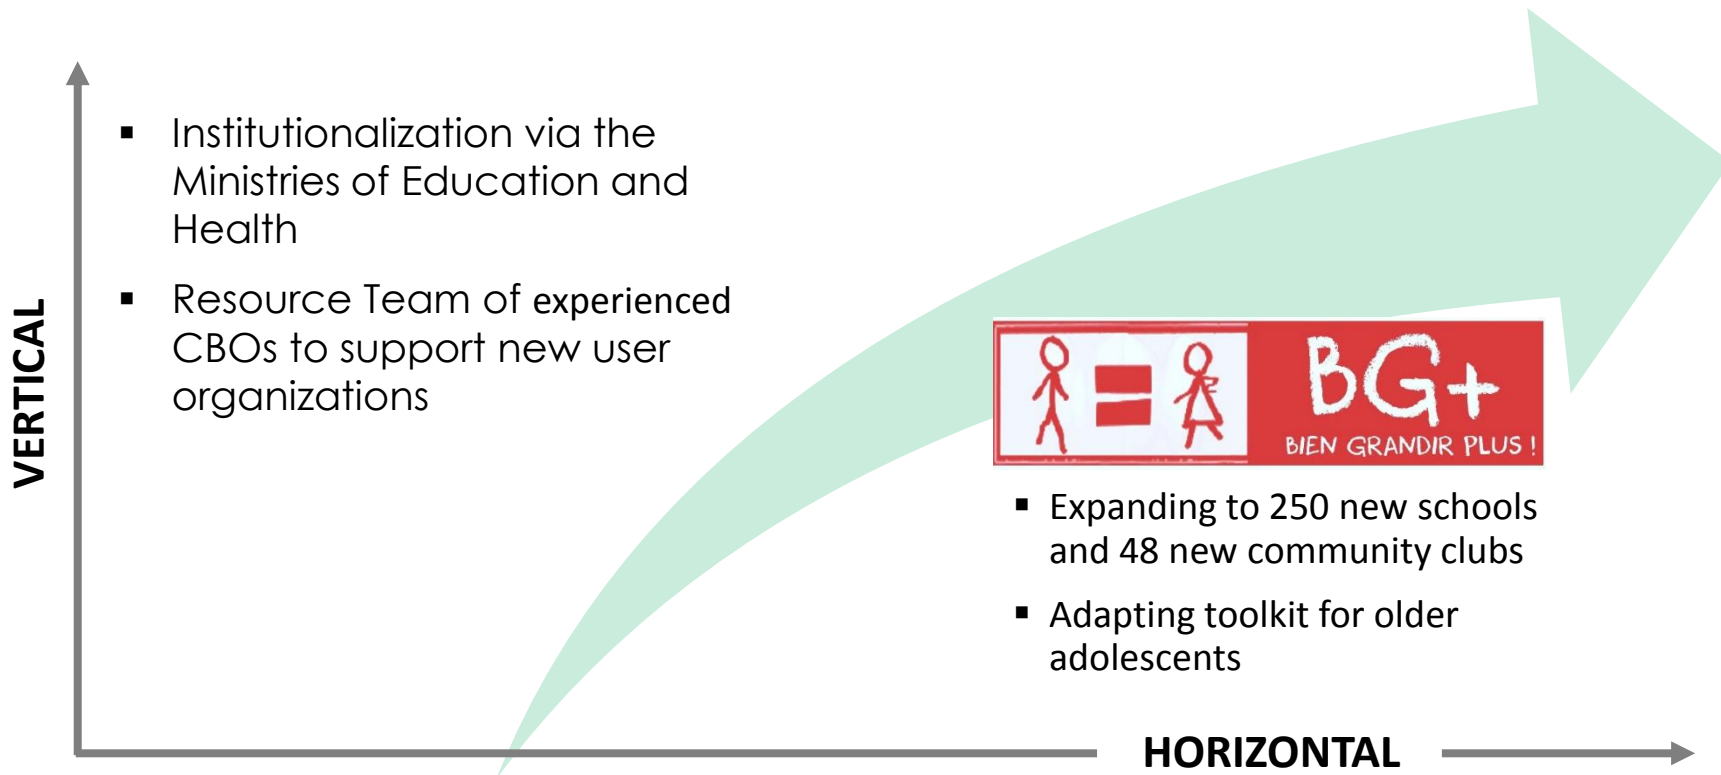 VERTICAL
▪ Institutionalization via the
Ministries of Education and
Health
▪ Resource Team of experienced
CBOs to support new user
organizations
BG+
BIEN GRANDIR PLUS !
▪ Expanding to 250 new schools
and 48 new community clubs
▪ Adapting toolkit for older
adolescents
HORIZONTAL